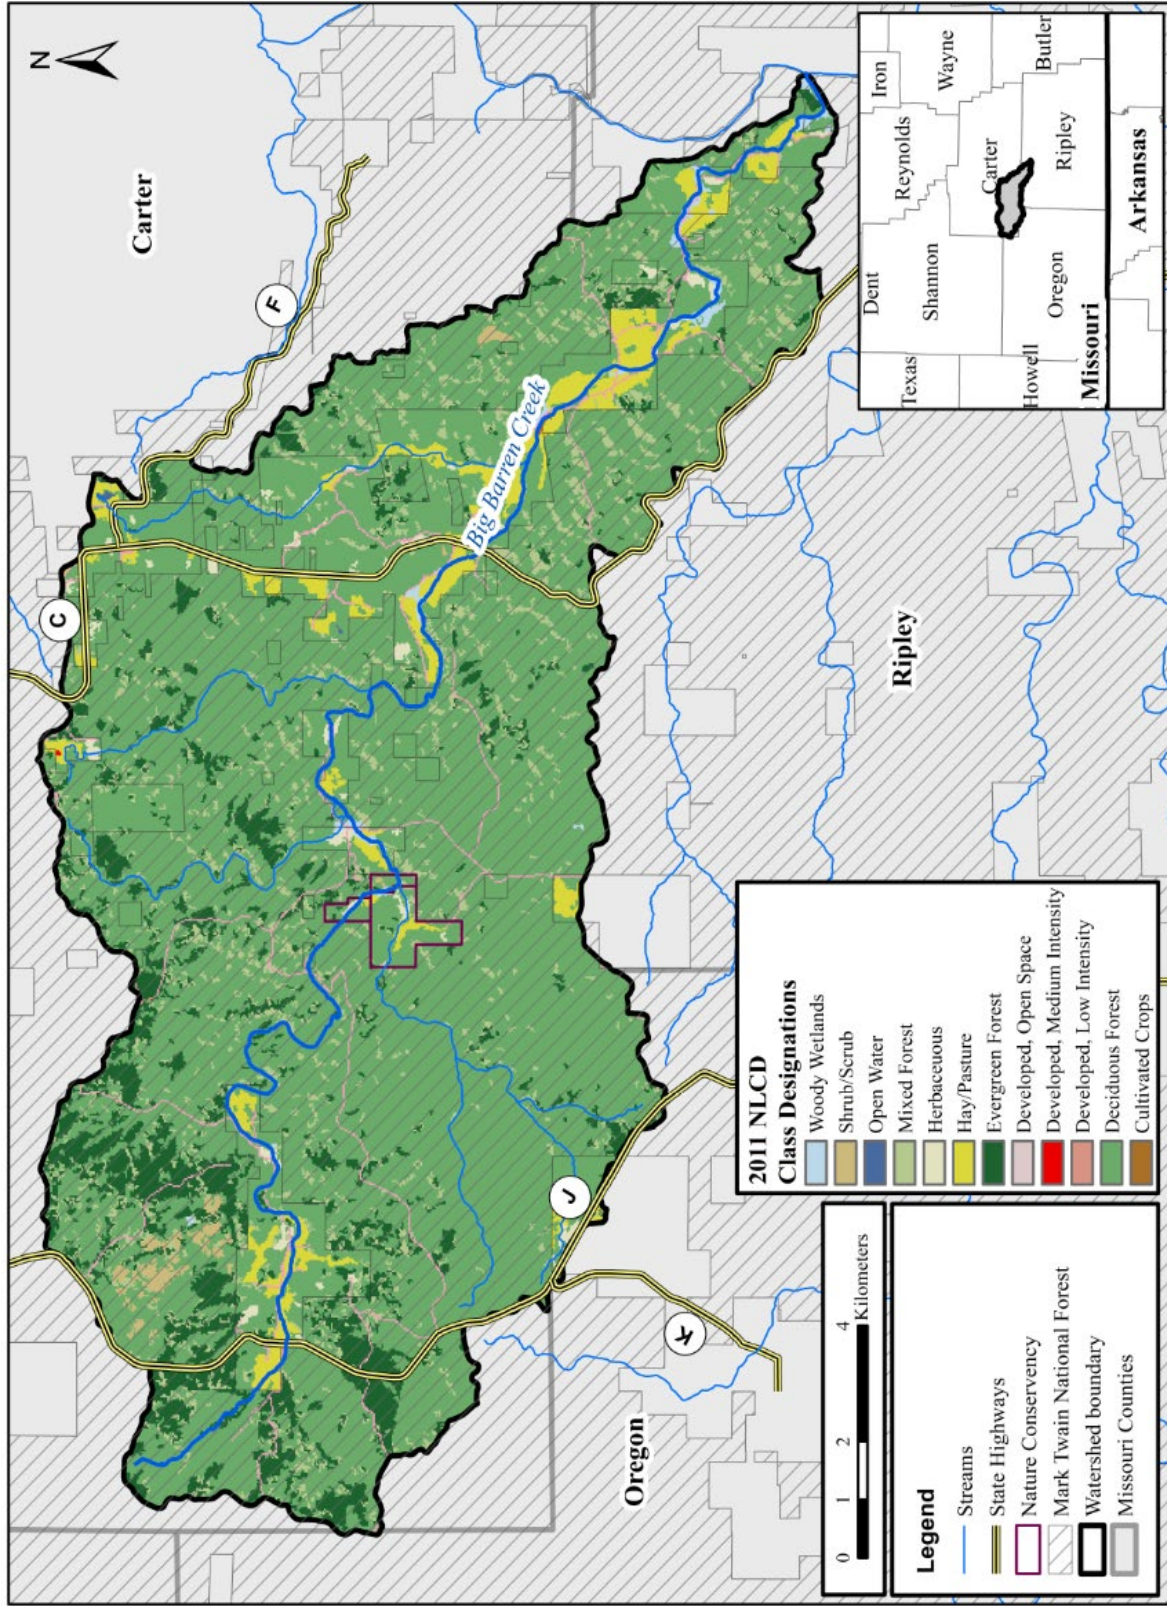 N
Carter
F
C
Big Barren Creek
Ripley
J
K
Oregon
Iron
Wayne
Butler
Reynolds
Carter
Ripley
Dent
Shannon
Oregon
Texas
Howell
Missouri
Arkansas
2011 NLCD
Class Designations
Woody Wetlands
Shrub/Scrub
Open Water
Mixed Forest
Herbaceuous
Hay/Pasture
Evergreen Forest
Developed, Open Space
Developed, Medium Intensity
Developed, Low Intensity
Deciduous Forest
Cultivated Crops
0 1 2 4
Kilometers
Legend
Streams
State Highways
Nature Conservancy
Mark Twain National Forest
Watershed boundary
Missouri Counties